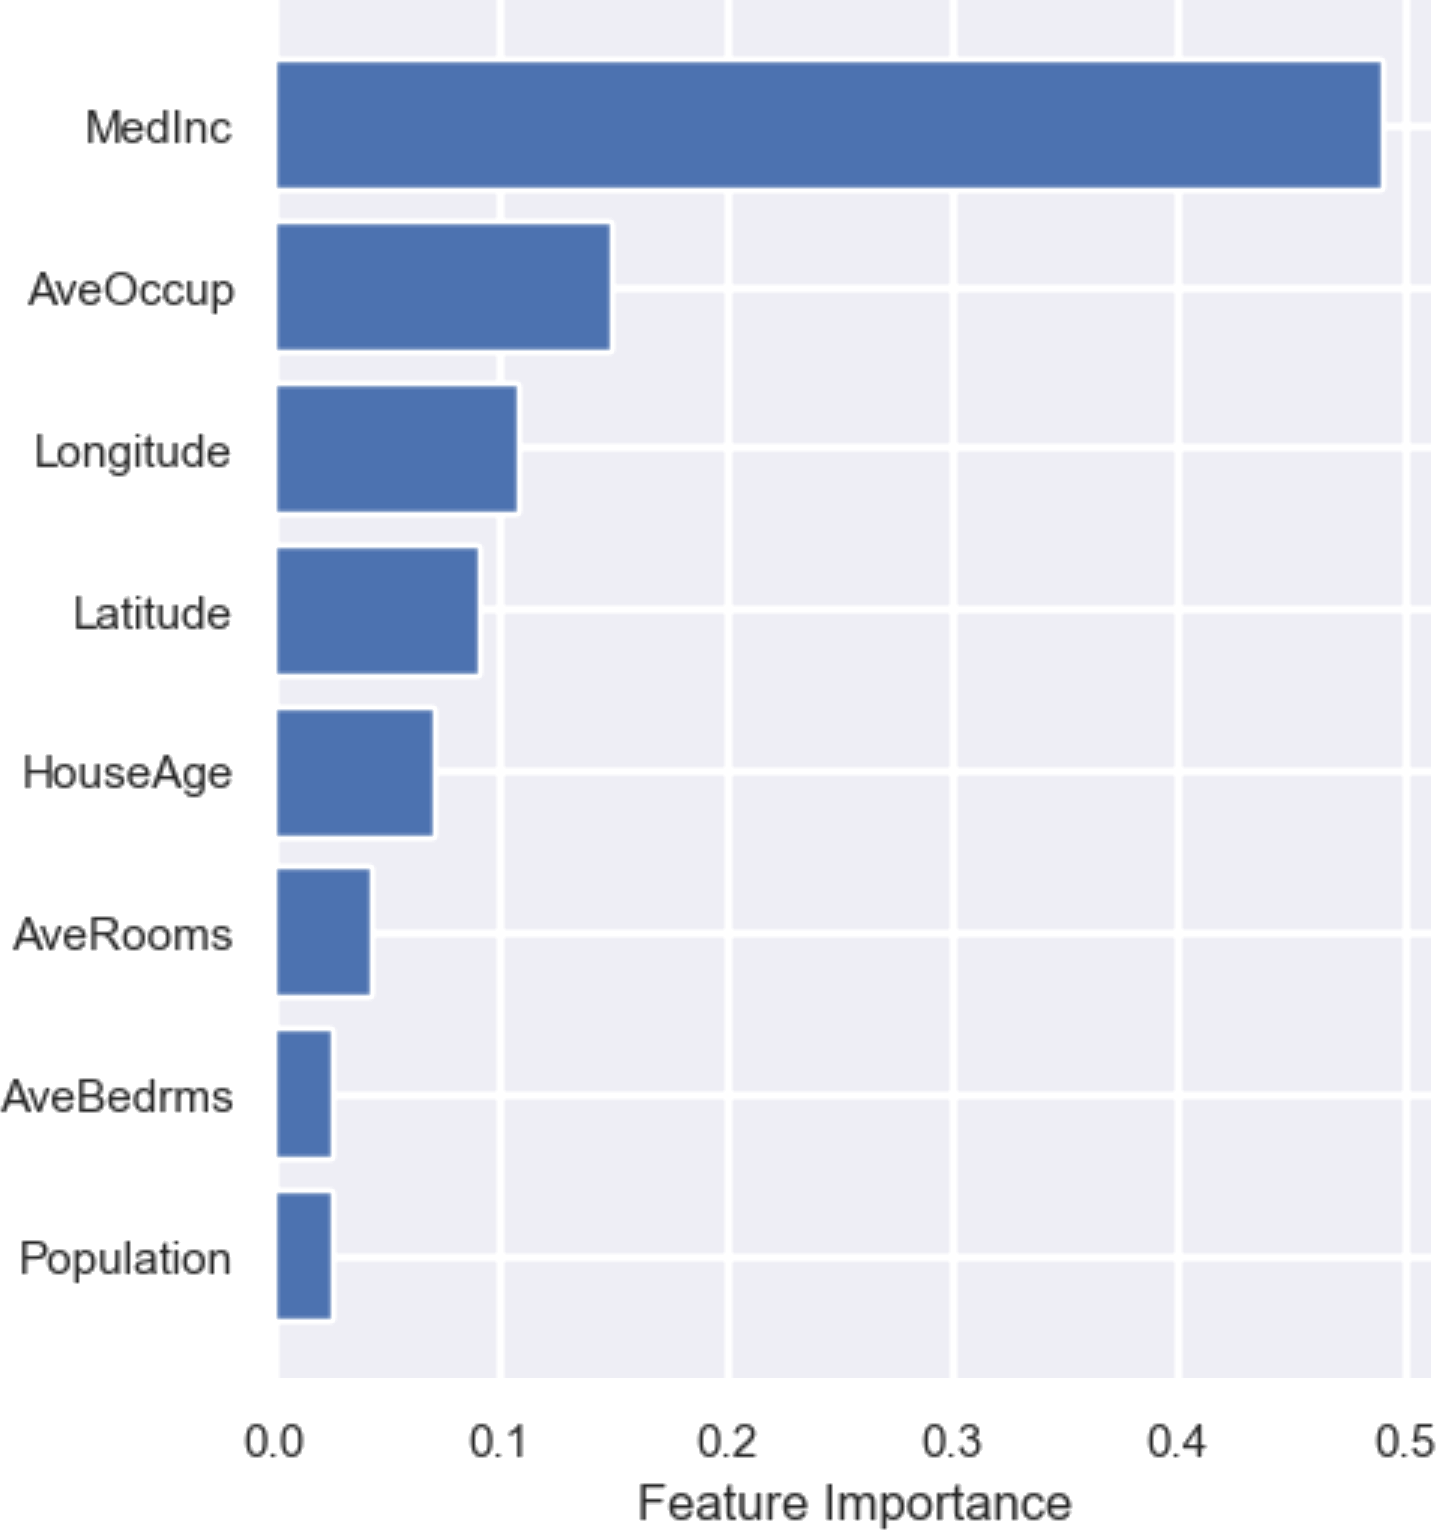 MedInc
AveOccup
Longitude
Latitude
HouseAge
AveRooms
AveBedrms
Population
0.0 0.1 0.2 0.3 0.4 0.5
Feature Importance